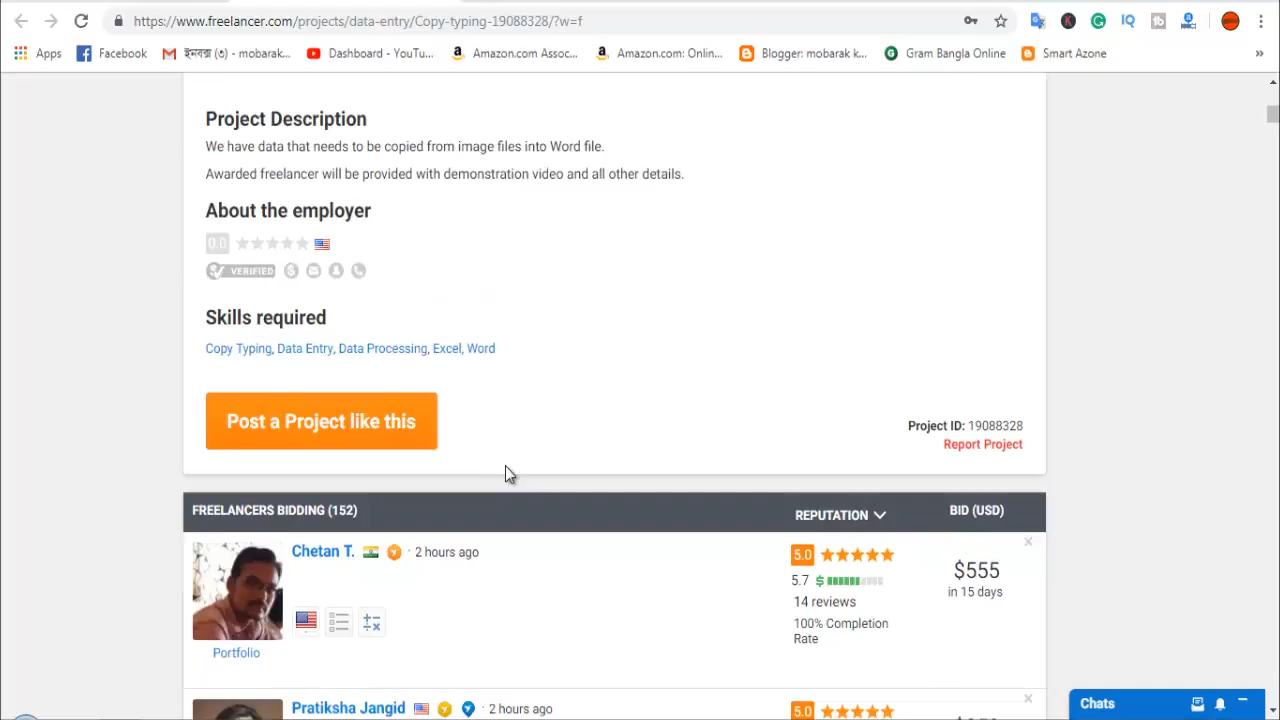 https://www.freelancer.com/projects/data-entry/Copy-typing-19088328/?w=f
Apps Facebook ইনবক্স (৩) - mobarak... Dashboard - YouTu... Amazon.com Assoc... Amazon.com: Onlin... Blogger: mobarak k... Gram Bangla Online Smart Azone »
Project Description
We have data that needs to be copied from image files into Word file.
Awarded freelancer will be provided with demonstration video and all other details.
About the employer
0.0
VERIFIED
Skills required
Copy Typing, Data Entry, Data Processing, Excel, Word
Post a Project like this
Project ID: 19088328
Report Project
FREELANCERS BIDDING (152) REPUTATION BID (USD)
Chetan T. · 2 hours ago 5.0
$555
5.7
in 15 days
14 reviews
100% Completion
Rate
Portfolio
Pratiksha Jangid · 2 hours ago 5.0
Chats